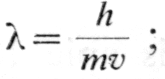 λ = h / mv ;